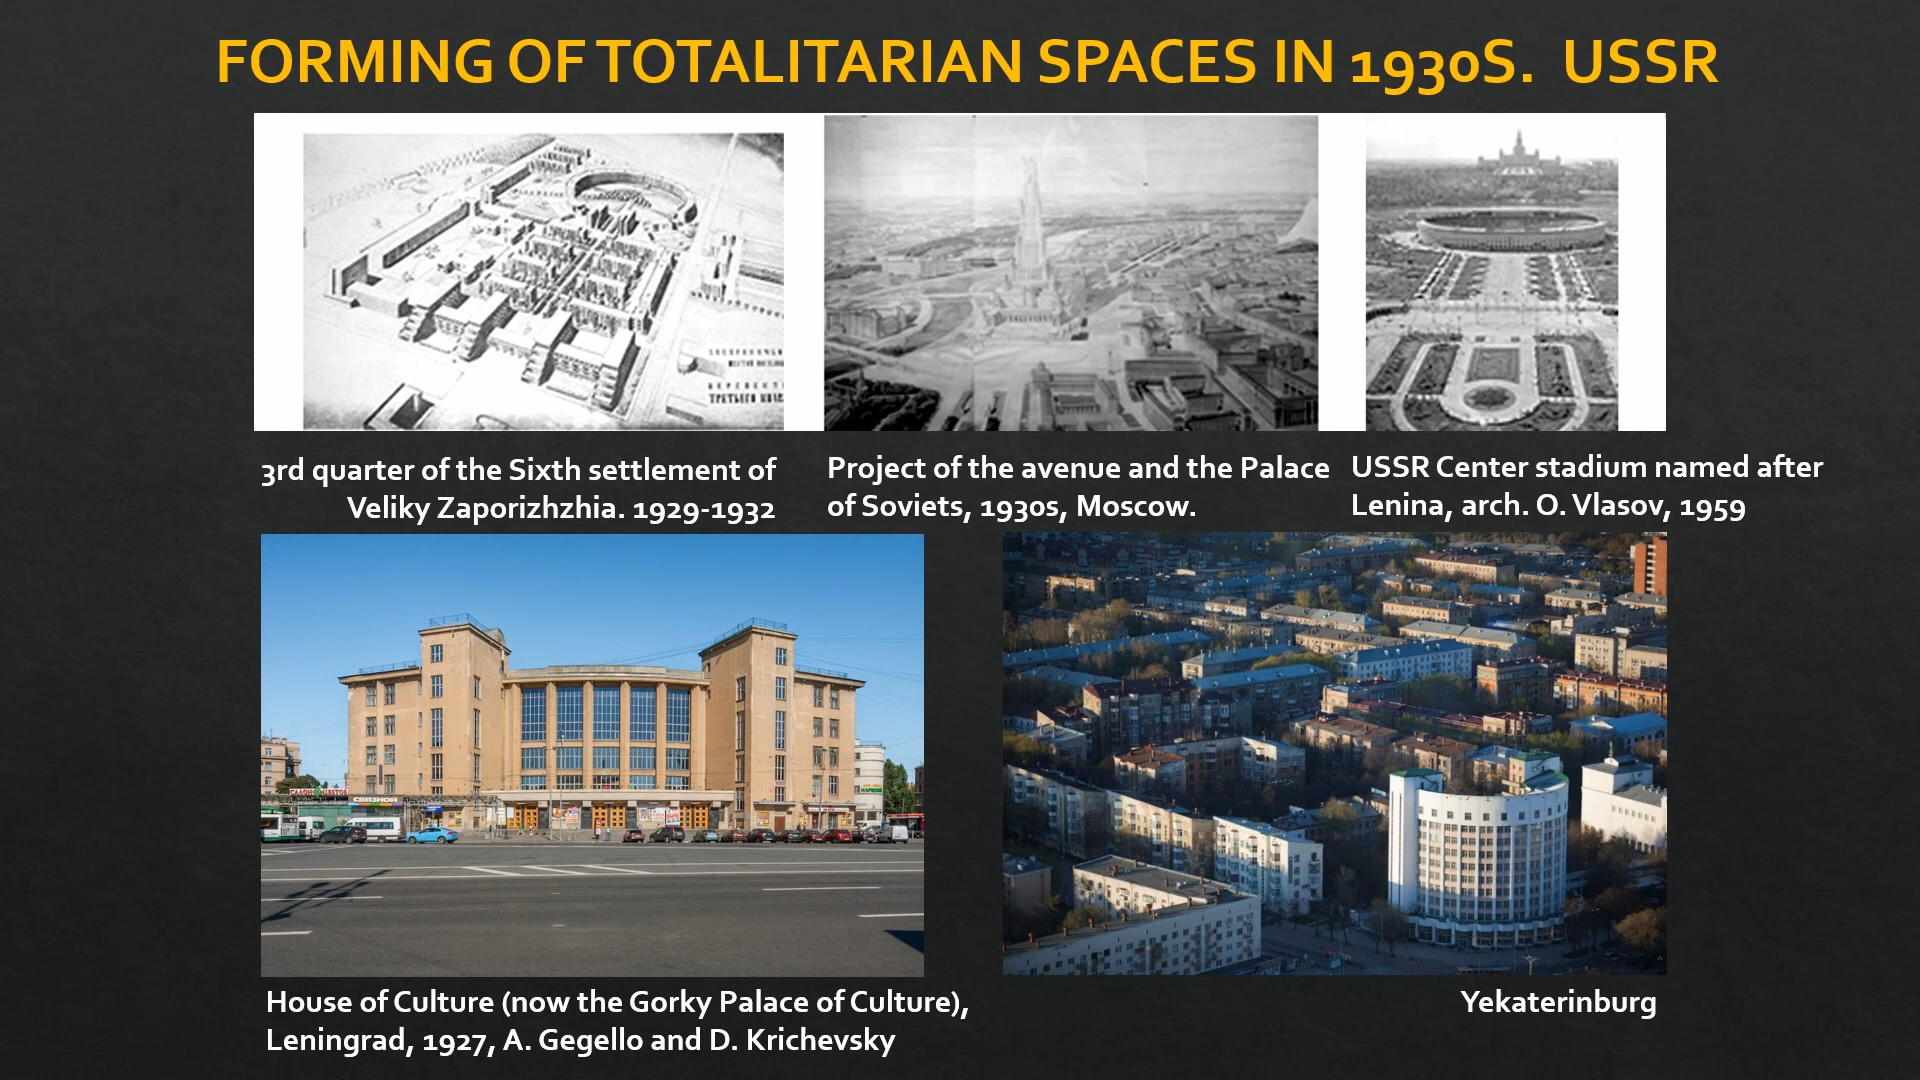 FORMING OF TOTALITARIAN SPACES IN 1930S. USSR
ТРЕТЬЕГО
3rd quarter of the Sixth settlement of
Veliky Zaporizhzhia. 1929-1932
Project of the avenue and the Palace
of Soviets, 1930s, Moscow.
USSR Center stadium named after
Lenina, arch. O. Vlasov, 1959
СВЯЗНОЙ
House of Culture (now the Gorky Palace of Culture),
Leningrad, 1927, A. Gegello and D. Krichevsky
Yekaterinburg